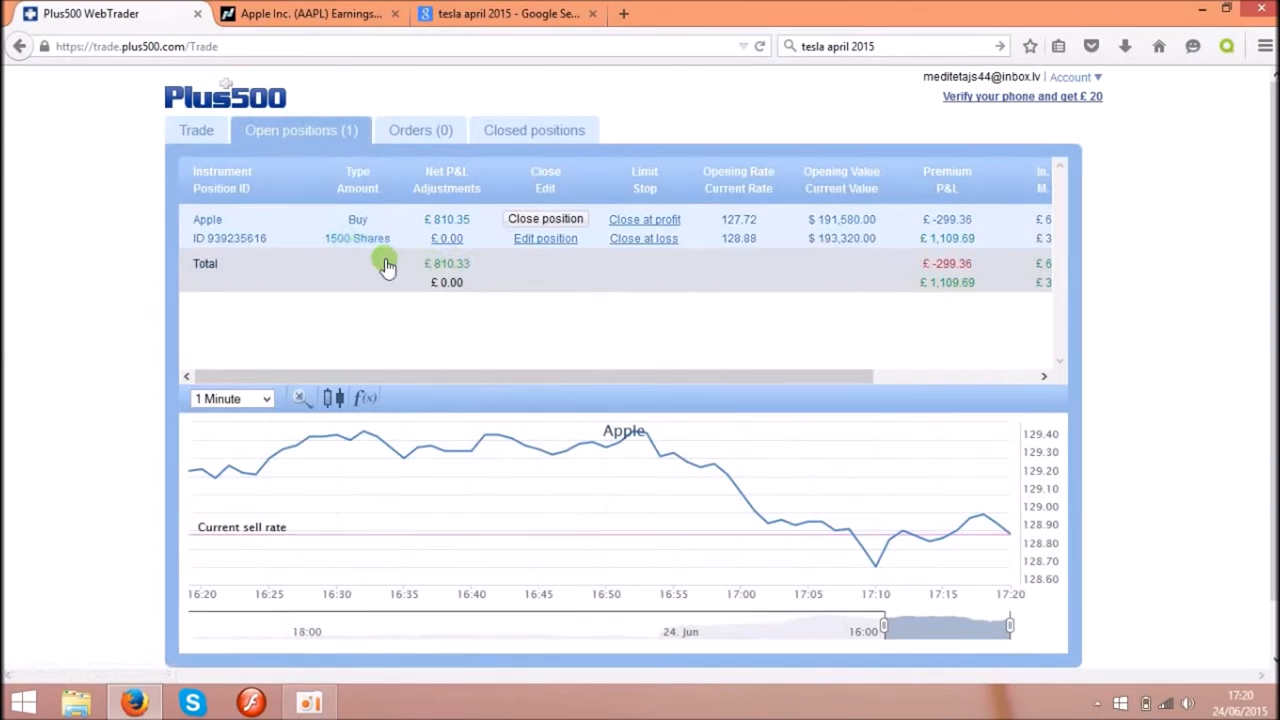 Plus500 WebTrader
Apple Inc. (AAPL) Earnings...
tesla april 2015 - Google Se...
https://trade.plus500.com/Trade
tesla april 2015
meditetajs44@inbox.lv | Account
Plus500
Verify your phone and get £ 20
Trade Open positions (1) Orders (0) Closed positions
Instrument Type Net P&L Close Limit Opening Rate Opening Value Premium In.
Position ID Amount Adjustments Edit Stop Current Rate Current Value P&L M.
Apple Buy £ 810.35 Close position Close at profit 127.72 $ 191,580.00 £ -299.36 £ 6
ID 939235616 1500 Shares £ 0.00 Edit position Close at loss 128.88 $ 193,320.00 £ 1,109.69 £ 3
Total £ 810.33 £ -299.36 £ 6
£ 0.00 £ 1,109.69 £ 3
1 Minute f(x)
Apple
129.40
129.30
129.20
129.10
129.00
128.90
128.80
128.70
128.60
Current sell rate
16:20 16:25 16:30 16:35 16:40 16:45 16:50 16:55 17:00 17:05 17:10 17:15 17:20
18:00 24. Jun 16:00
17:20
24/06/2015